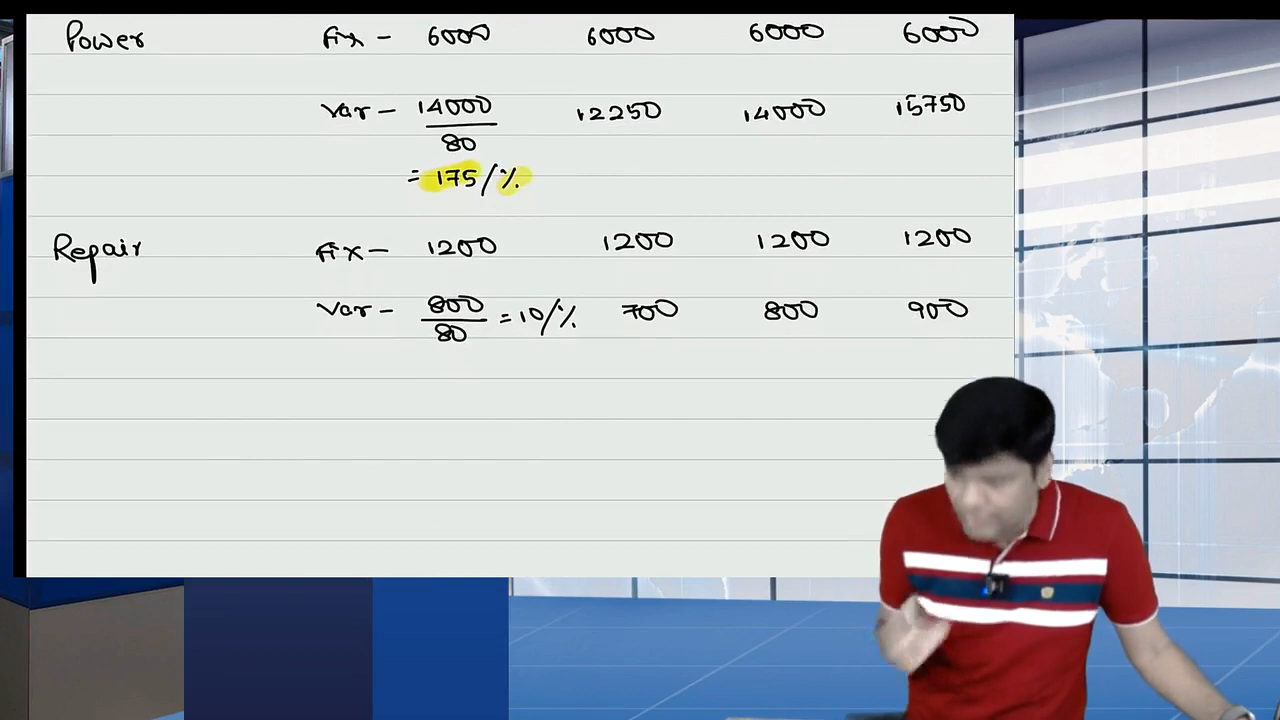 Power Fix - 6000 6000 6000 6000
Var - 14000 12250 14000 15750
80
= 175/%
Repair Fix - 1200 1200 1200 1200
Var - 800 = 10/% 700 800 900
80